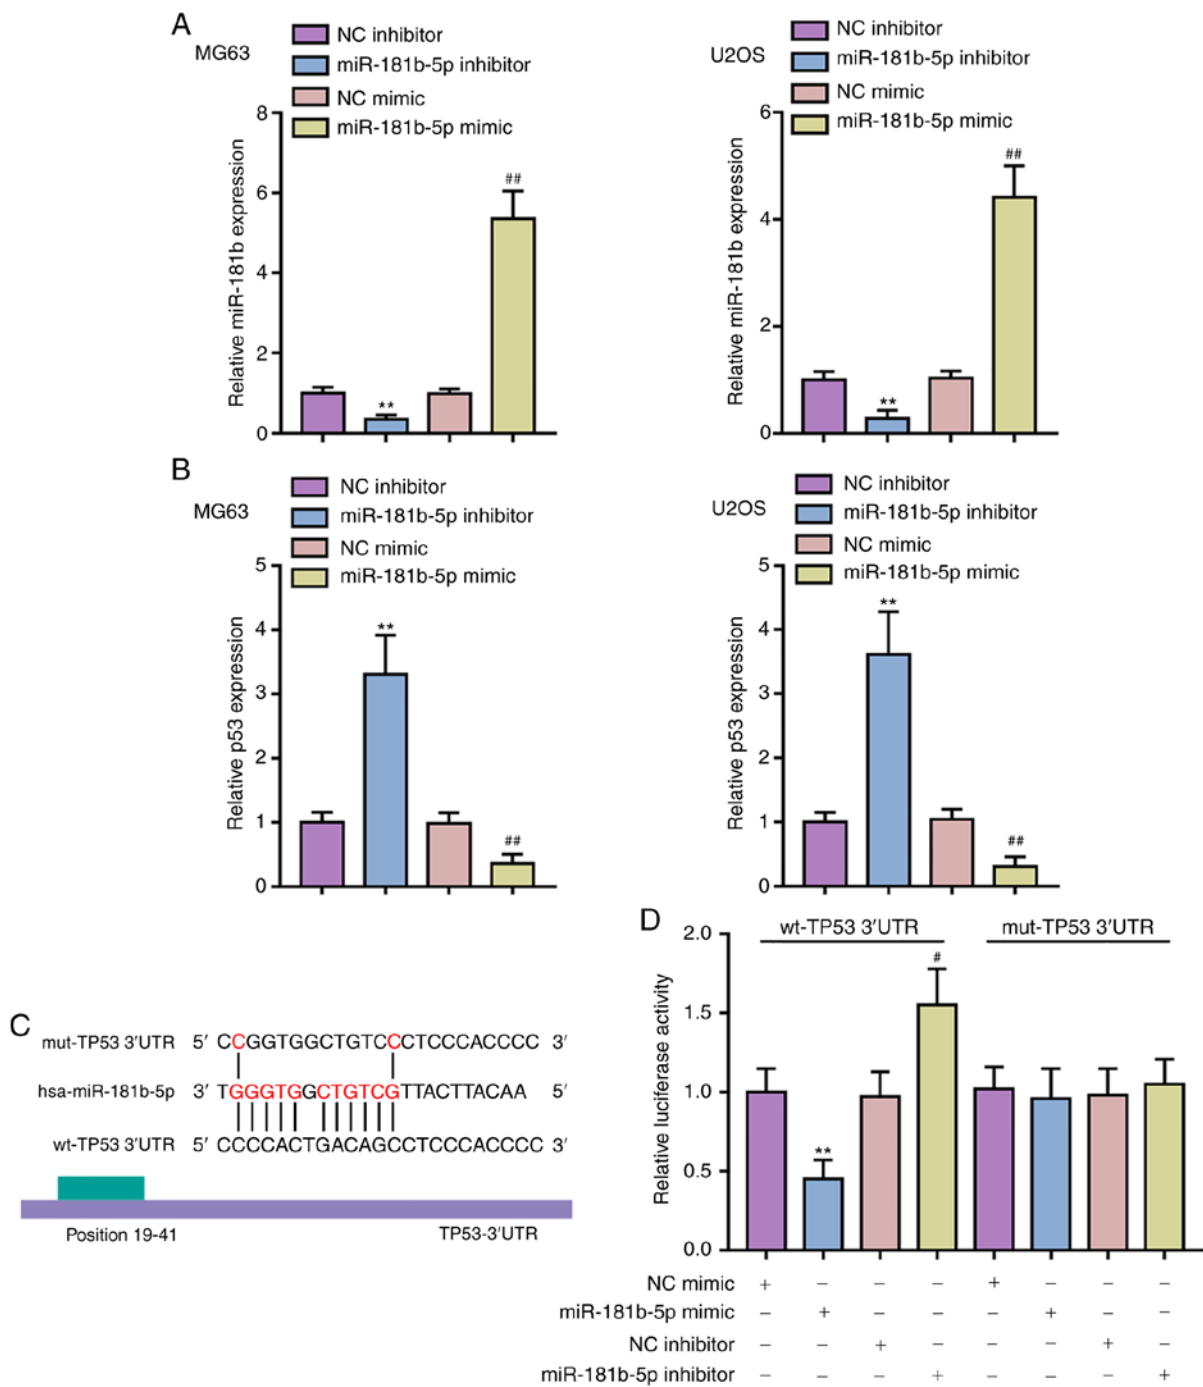 A
MG63
NC inhibitor
miR-181b-5p inhibitor
NC mimic
miR-181b-5p mimic
Relative miR-181b expression
8
6
4
2
0
**
##
U2OS
NC inhibitor
miR-181b-5p inhibitor
NC mimic
miR-181b-5p mimic
Relative miR-181b expression
6
4
2
0
**
##
B
MG63
NC inhibitor
miR-181b-5p inhibitor
NC mimic
miR-181b-5p mimic
Relative p53 expression
5
4
3
2
1
0
**
##
U2OS
NC inhibitor
miR-181b-5p inhibitor
NC mimic
miR-181b-5p mimic
Relative p53 expression
5
4
3
2
1
0
**
##
C
mut-TP53 3′UTR 5′ CCGGTGGCTGTCCCTCCCACCCC 3′
hsa-miR-181b-5p 3′ TGGGTGGCTGTCGTTACTTACAA 5′
wt-TP53 3′UTR 5′ CCCCACTGACAGCCTCCCACCCC 3′
Position 19-41
TP53-3′UTR
D
wt-TP53 3′UTR
mut-TP53 3′UTR
Relative luciferase activity
2.0
1.5
1.0
0.5
0.0
**
#
NC mimic + − − − + − − −
miR-181b-5p mimic − + − − − + − −
NC inhibitor − − + − − − + −
miR-181b-5p inhibitor − − − + − − − +